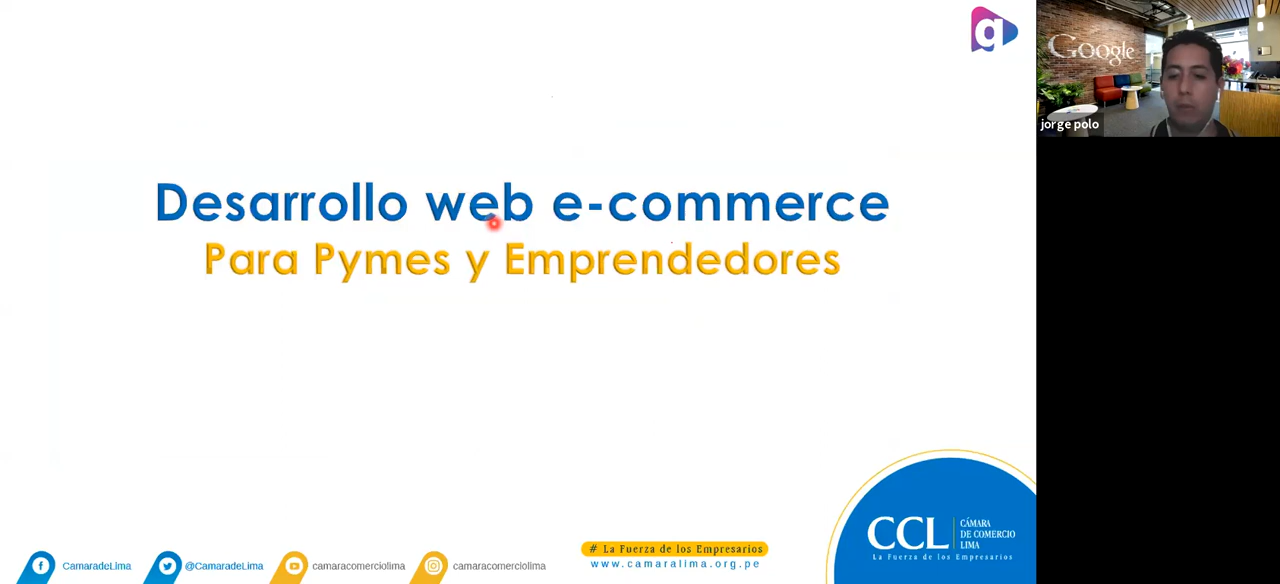 g
Google
jorge polo
Desarrollo web e-commerce
Para Pymes y Emprendedores
CCL
CÁMARA
DE COMERCIO
LIMA
La Fuerza de los Empresarios
# La Fuerza de los Empresarios
www.camaralima.org.pe
CamaradeLima
@CamaradeLima
camaracomerciolima
camaracomerciolima